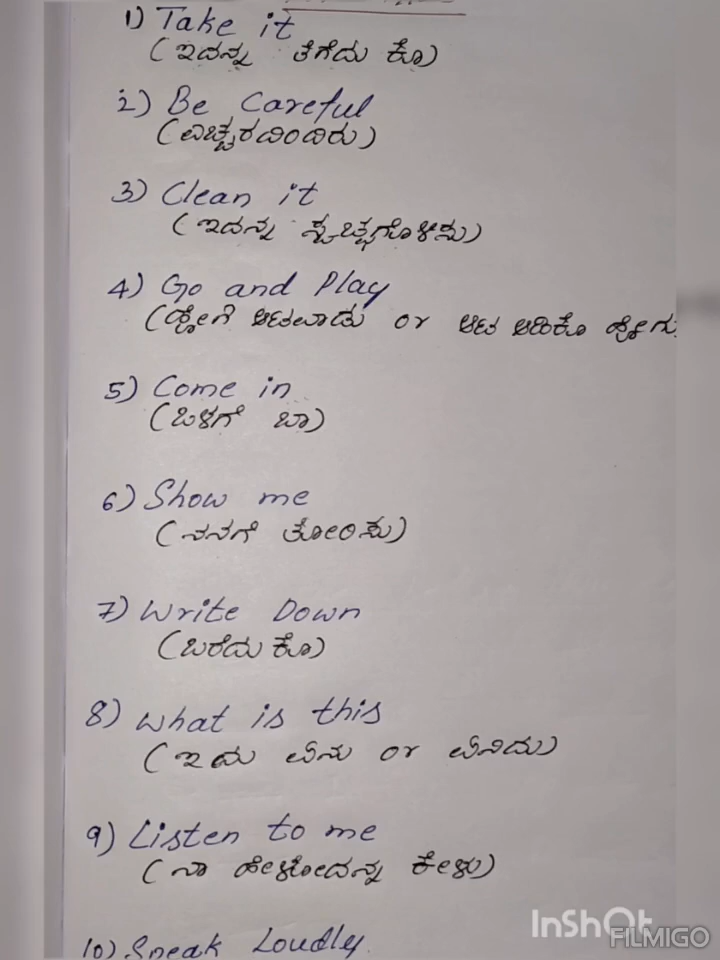 1) Take it
(ಇದನ್ನು ತೆಗೆದು ಕೊ)
2) Be Careful
(ಎಚ್ಚರದಿಂದಿರು)
3) Clean it
(ಇದನ್ನು ಸ್ವಚ್ಛಗೊಳಿಸು)
4) Go and Play
(ಹೋಗಿ ಆಟವಾಡು or ಆಟ ಆಡಿಕೊ ಹೋಗು
5) Come in
(ಒಳಗೆ ಬಾ)
6) Show me
(ನನಗೆ ತೋರಿಸು)
7) Write Down
(ಬರೆದು ಕೊ)
8) What is this
(ಇದು ಏನು or ಏನಿದು)
9) Listen to me
(ನಾ ಹೇಳೋದನ್ನು ಕೇಳು)
10) Speak Loudly
InShOt
FILMIGO